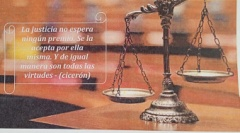 La justicia no espera
ningún premio. Se la
acepta por ella
misma. Y de igual
manera son todas las
virtudes - (cicerón)